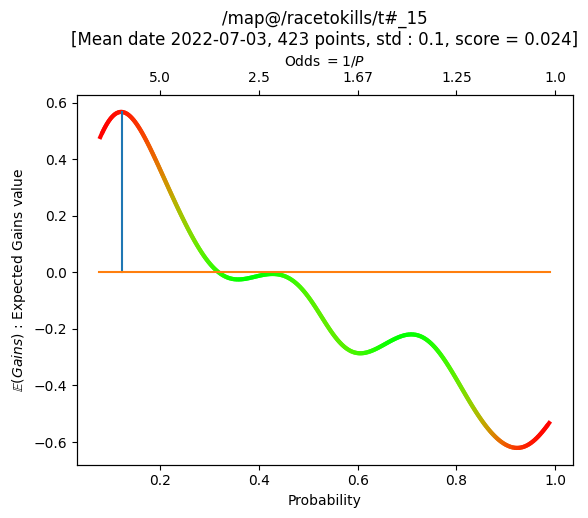 /map@/racetokills/t#_15
[Mean date 2022-07-03, 423 points, std : 0.1, score = 0.024]
Odds = 1/P
5.0 2.5 1.67 1.25 1.0
0.6
0.4
0.2
0.0
−0.2
−0.4
−0.6
𝔼(Gains) : Expected Gains value
0.2 0.4 0.6 0.8 1.0
Probability